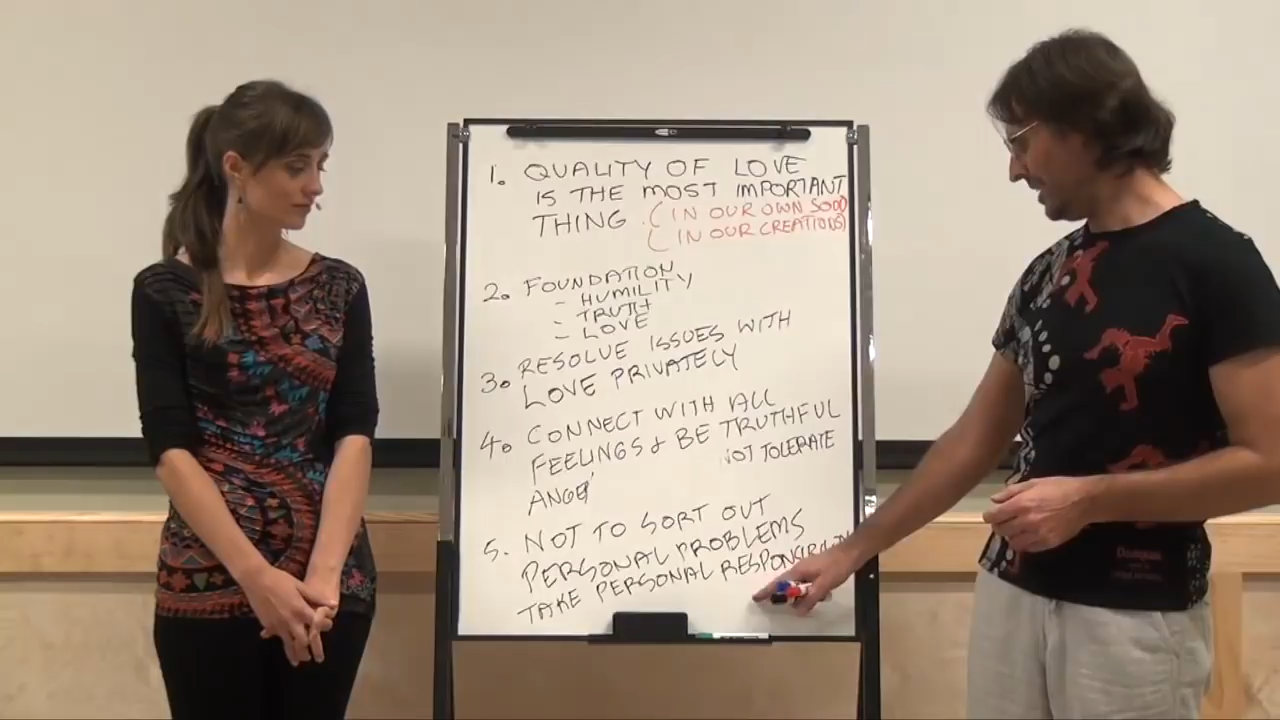 1. QUALITY OF LOVE
IS THE MOST IMPORTANT
THING. (IN OUR OWN SOUL)
(IN OUR CREATIONS)
2. FOUNDATION
= HUMILITY
= TRUTH
= LOVE
3. RESOLVE ISSUES WITH
LOVE PRIVATELY
4. CONNECT WITH ALL
FEELINGS & BE TRUTHFUL
NOT TOLERATE
ANGER
5. NOT TO SORT OUT
PERSONAL PROBLEMS
TAKE PERSONAL RESPONSIBILITY